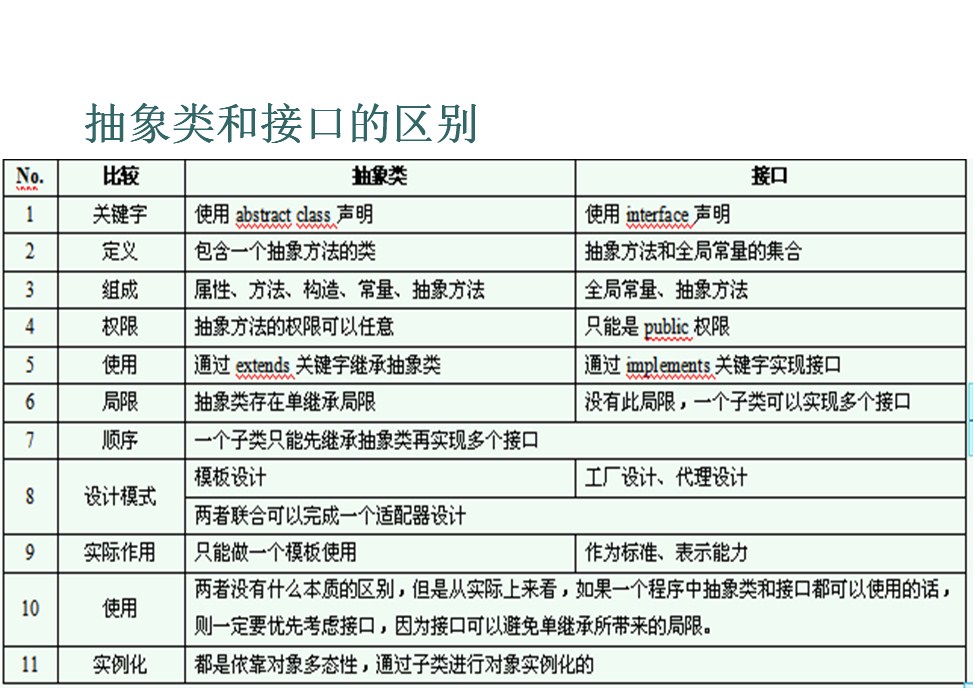 抽象类和接口的区别
No. 比较 抽象类 接口
1 关键字 使用 abstract class 声明 使用 interface 声明
2 定义 包含一个抽象方法的类 抽象方法和全局常量的集合
3 组成 属性、方法、构造、常量、抽象方法 全局常量、抽象方法
4 权限 抽象方法的权限可以任意 只能是 public 权限
5 使用 通过 extends 关键字继承抽象类 通过 implements 关键字实现接口
6 局限 抽象类存在单继承局限 没有此局限，一个子类可以实现多个接口
7 顺序 一个子类只能先继承抽象类再实现多个接口
8 设计模式 模板设计 工厂设计、代理设计
两者联合可以完成一个适配器设计
9 实际作用 只能做一个模板使用 作为标准、表示能力
10 使用 两者没有什么本质的区别，但是从实际上来看，如果一个程序中抽象类和接口都可以使用的话，
则一定要优先考虑接口，因为接口可以避免单继承所带来的局限。
11 实例化 都是依靠对象多态性，通过子类进行对象实例化的